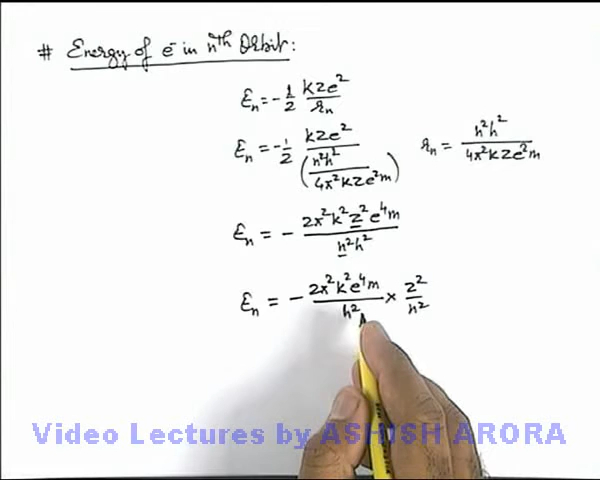 # Energy of e⁻ in nᵗʰ Orbit:
Eₙ = -1/2 kze²/rₙ
Eₙ = -1/2 kze²/(n²h²/4π²kze²m)   rₙ = n²h²/4π²kze²m
Eₙ = - 2π²k²z²e⁴m/n²h²
Eₙ = - 2π²k²e⁴m/h² × z²/n²
Video Lectures by ASHISH ARORA